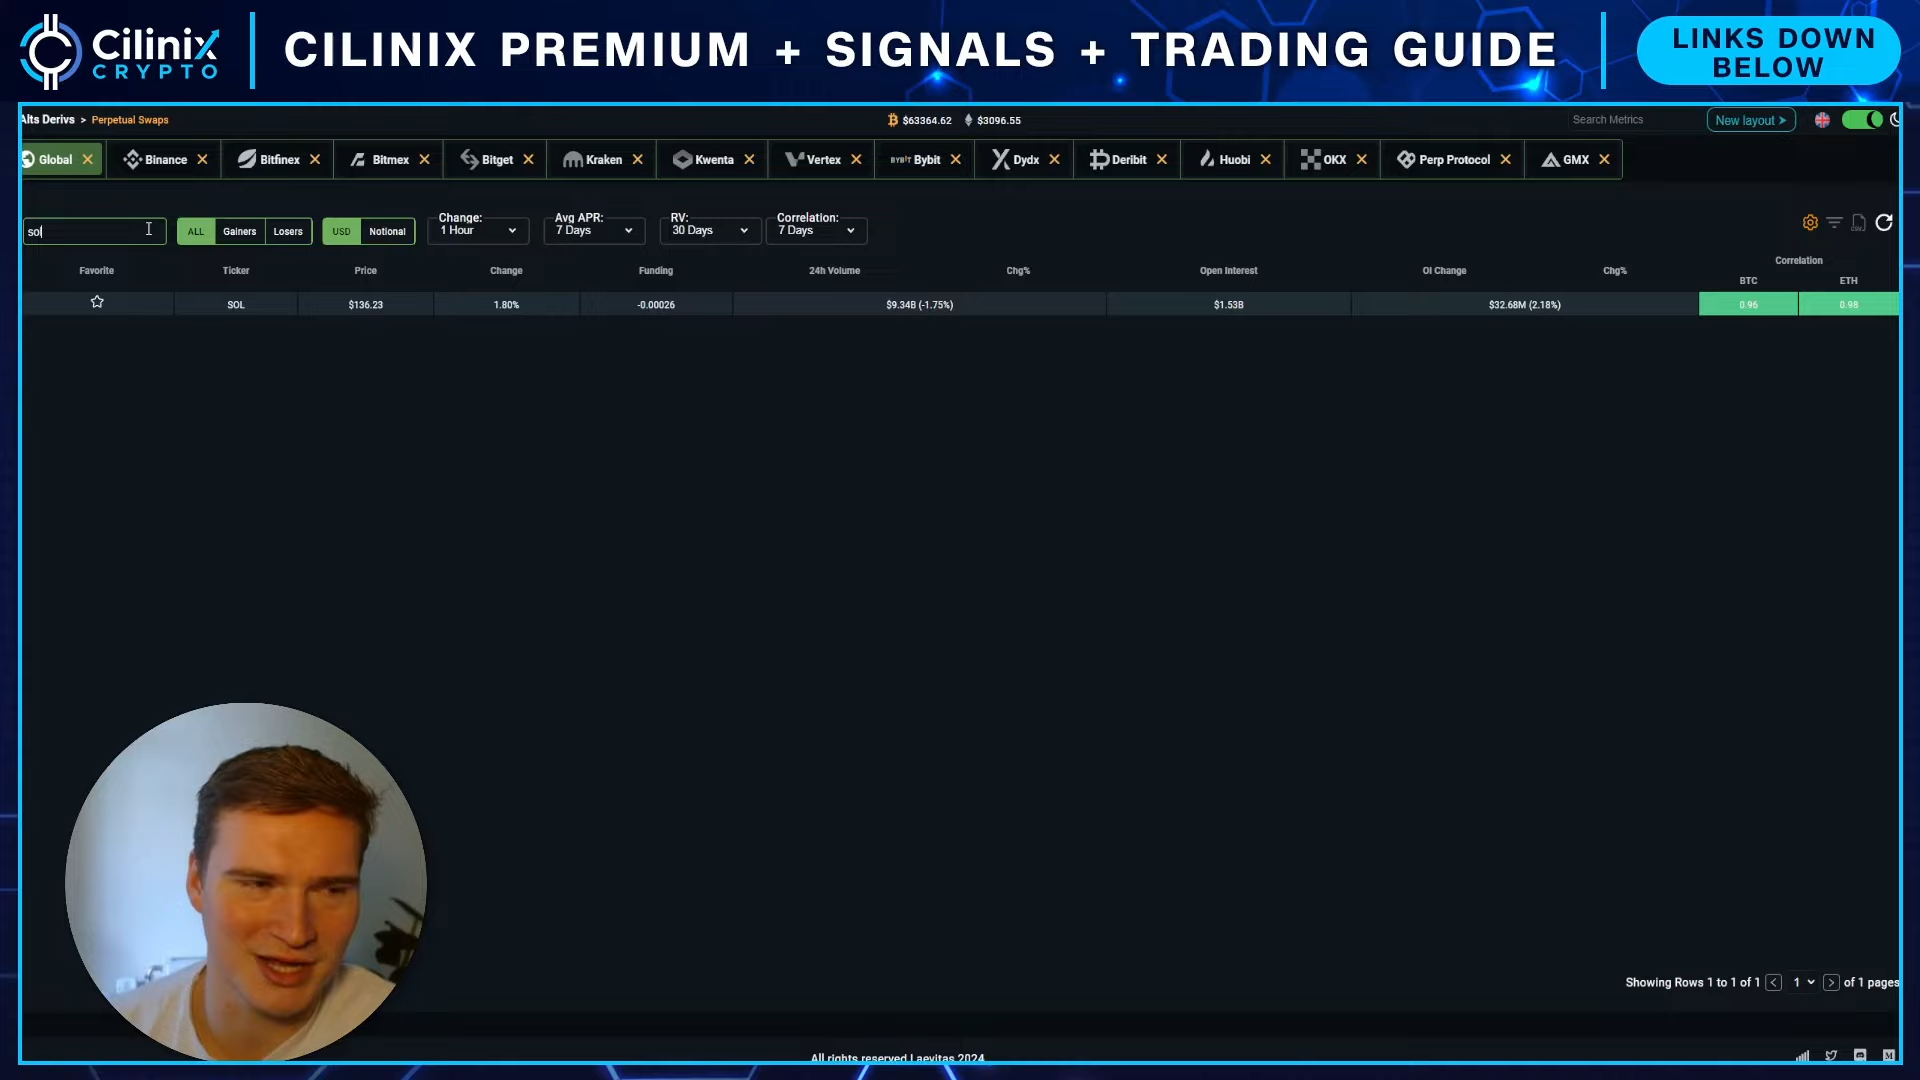 Cilinix
CRYPTO
CILINIX PREMIUM + SIGNALS + TRADING GUIDE
LINKS DOWN
BELOW
Alts Derivs > Perpetual Swaps
$63364.62 $3096.55
Search Metrics
New layout ➤
Global
Binance
Bitfinex
Bitmex
Bitget
Kraken
Kwenta
Vertex
BYBIT Bybit
Dydx
Deribit
Huobi
OKX
Perp Protocol
GMX
sol
ALL Gainers Losers
USD Notional
Change:
1 Hour
Avg APR:
7 Days
RV:
30 Days
Correlation:
7 Days
CSV
Favorite Ticker Price Change Funding 24h Volume Chg% Open Interest OI Change Chg% Correlation
BTC ETH
SOL $136.23 1.80% -0.00026 $9.34B (-1.75%) $1.53B $32.68M (2.18%) 0.96 0.98
Showing Rows 1 to 1 of 1 < 1 > of 1 pages
All rights reserved Laevitas 2024